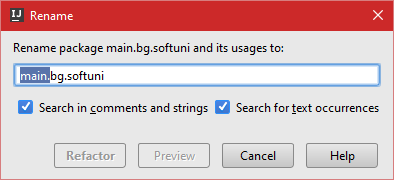 IJ Rename
Rename package main.bg.softuni and its usages to:
main.bg.softuni
Search in comments and strings Search for text occurrences
Refactor Preview Cancel Help